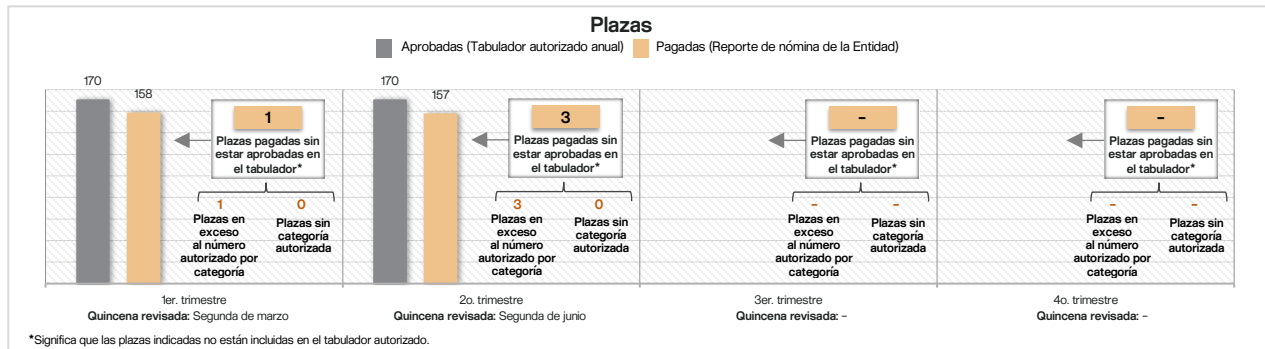 Plazas
Aprobadas (Tabulador autorizado anual) Pagadas (Reporte de nómina de la Entidad)
170
158
1
Plazas pagadas sin
estar aprobadas en
el tabulador*
1
Plazas en
exceso
al número
autorizado por
categoría
0
Plazas sin
categoría
autorizada
1er. trimestre
Quincena revisada: Segunda de marzo
170
157
3
Plazas pagadas sin
estar aprobadas en
el tabulador*
3
Plazas en
exceso
al número
autorizado por
categoría
0
Plazas sin
categoría
autorizada
2o. trimestre
Quincena revisada: Segunda de junio
-
Plazas pagadas sin
estar aprobadas en
el tabulador*
-
Plazas en
exceso
al número
autorizado por
categoría
-
Plazas sin
categoría
autorizada
3er. trimestre
Quincena revisada: -
-
Plazas pagadas sin
estar aprobadas en
el tabulador*
-
Plazas en
exceso
al número
autorizado por
categoría
-
Plazas sin
categoría
autorizada
4o. trimestre
Quincena revisada: -
*Significa que las plazas indicadas no están incluidas en el tabulador autorizado.